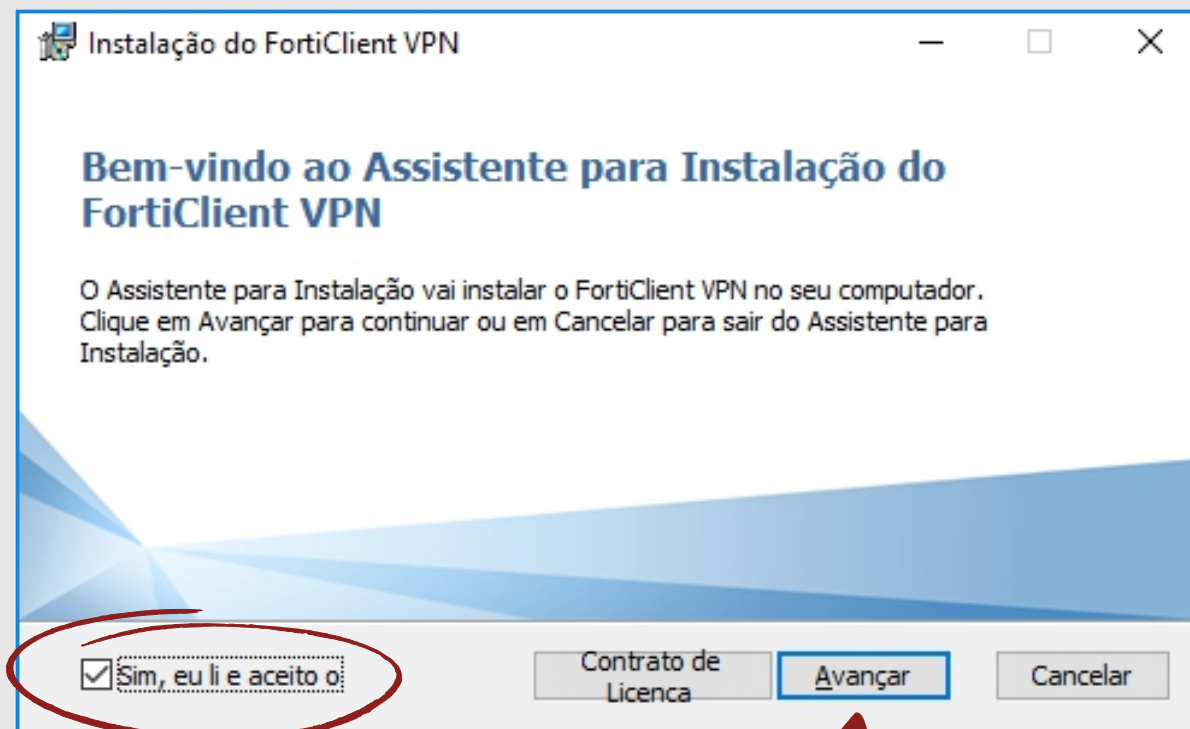 Instalação do FortiClient VPN
Bem-vindo ao Assistente para Instalação do
FortiClient VPN
O Assistente para Instalação vai instalar o FortiClient VPN no seu computador.
Clique em Avançar para continuar ou em Cancelar para sair do Assistente para
Instalação.
Sim, eu li e aceito o
Contrato de
Licenca
Avançar
Cancelar